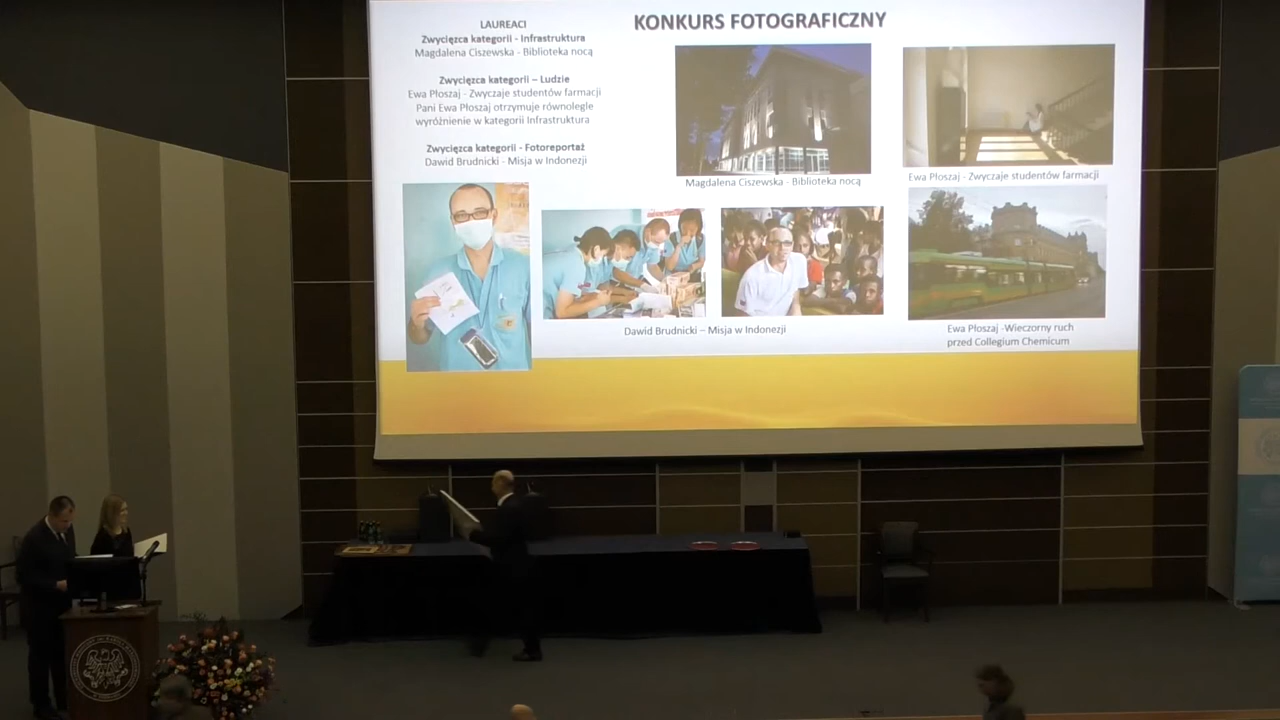 LAUREACI
Zwycięzca kategorii - Infrastruktura
Magdalena Ciszewska - Biblioteka nocą
Zwycięzca kategorii – Ludzie
Ewa Płoszaj - Zwyczaje studentów farmacji
Pani Ewa Płoszaj otrzymuje równolegle
wyróżnienie w kategorii Infrastruktura
Zwycięzca kategorii - Fotoreportaż
Dawid Brudnicki - Misja w Indonezji
KONKURS FOTOGRAFICZNY
Magdalena Ciszewska - Biblioteka nocą
Ewa Płoszaj - Zwyczaje studentów farmacji
Dawid Brudnicki – Misja w Indonezji
Ewa Płoszaj -Wieczorny ruch
przed Collegium Chemicum